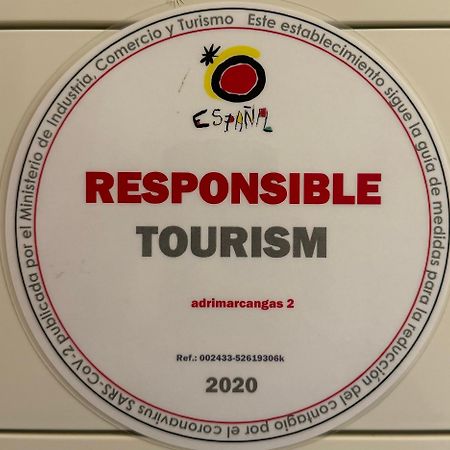 Este establecimiento sigue la guía de medidas para la reducción del contagio por el coronavirus SARS-CoV-2 publicada por el Ministerio de Industria, Comercio y Turismo
ESPAÑA
RESPONSIBLE
TOURISM
adrimarcangas 2
Ref.: 002433-52619306k
2020